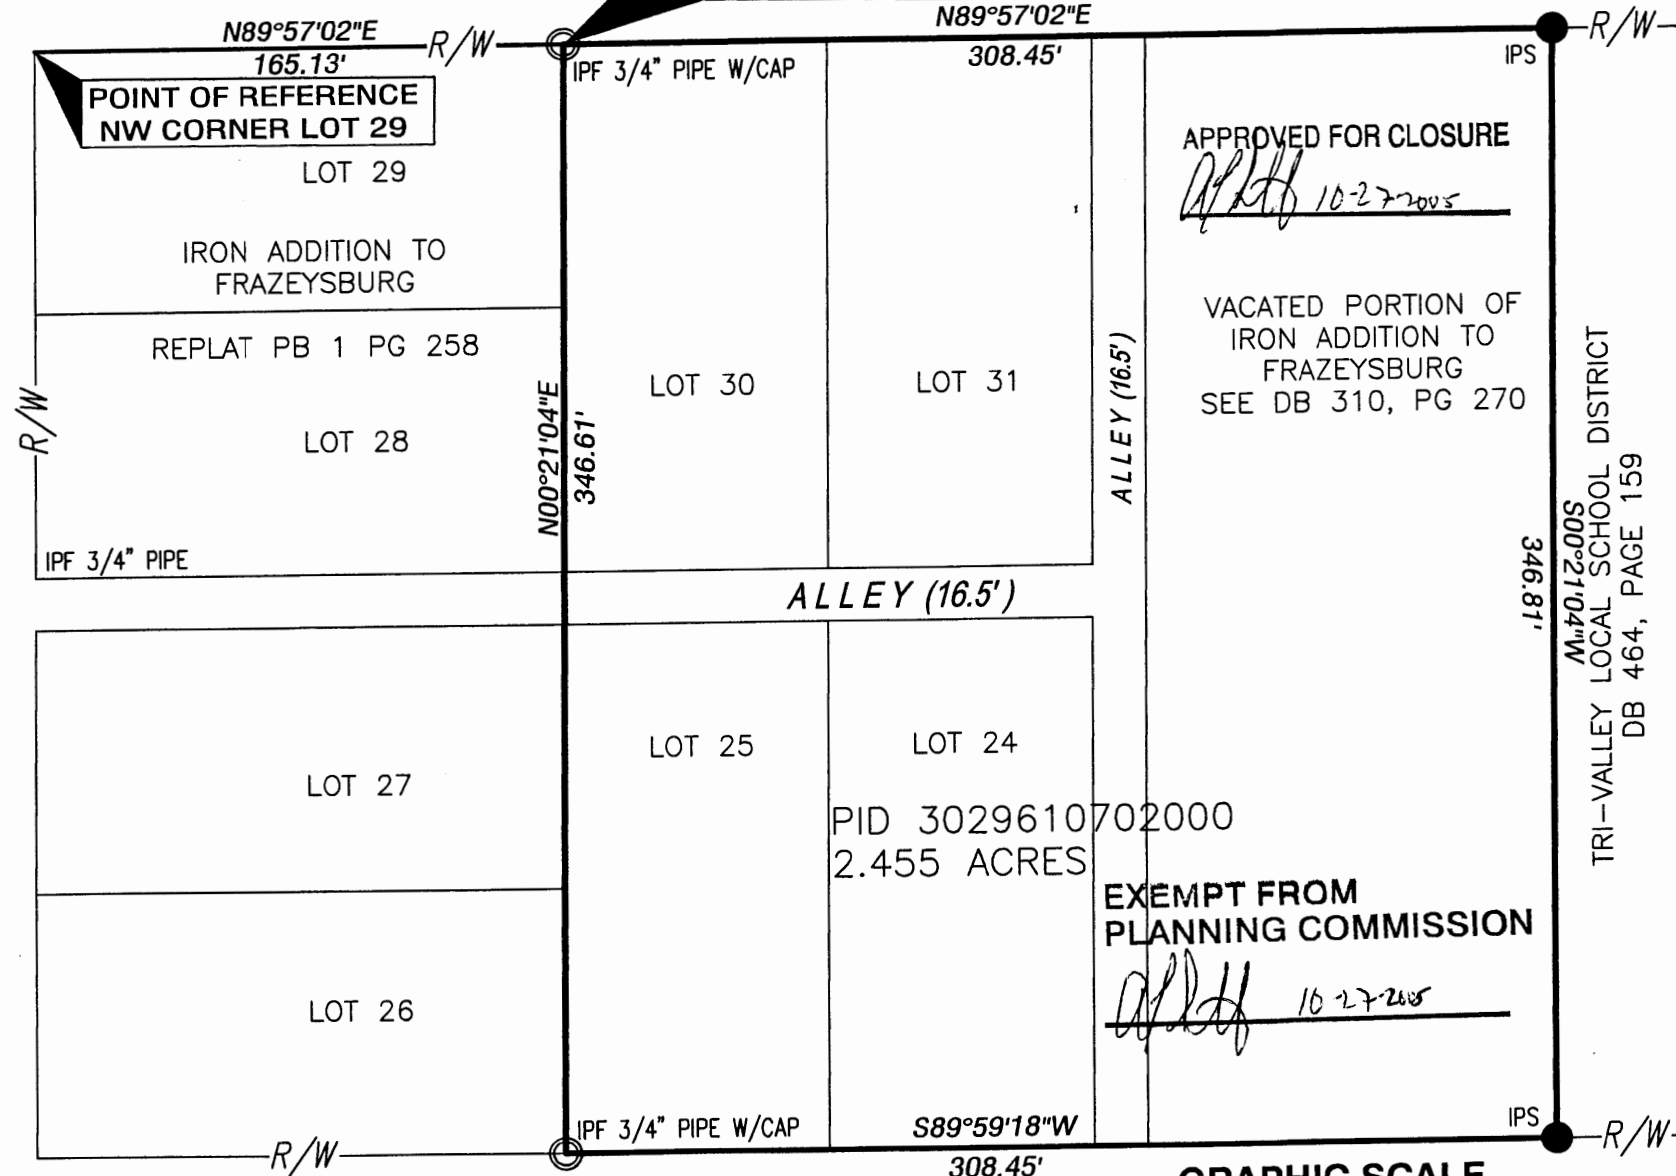 N89°57'02"E
R/W
165.13'
N89°57'02"E
308.45'
R/W
IPS
IPF 3/4" PIPE W/CAP
POINT OF REFERENCE
NW CORNER LOT 29
LOT 29
IRON ADDITION TO
FRAZEYSBURG
REPLAT PB 1 PG 258
R/W
LOT 28
IPF 3/4" PIPE
N00°21'04"E
346.61'
LOT 30
LOT 31
ALLEY (16.5')
APPROVED FOR CLOSURE
10-27-2005
VACATED PORTION OF
IRON ADDITION TO
FRAZEYSBURG
SEE DB 310, PG 270
346.81'
S00°21'04"W
TRI-VALLEY LOCAL SCHOOL DISTRICT
DB 464, PAGE 159
ALLEY (16.5')
LOT 27
LOT 25
LOT 24
PID 3029610702000
2.455 ACRES
EXEMPT FROM
PLANNING COMMISSION
10-27-2005
LOT 26
R/W
IPF 3/4" PIPE W/CAP
S89°59'18"W
308.45'
IPS
R/W
GRAPHIC SCALE